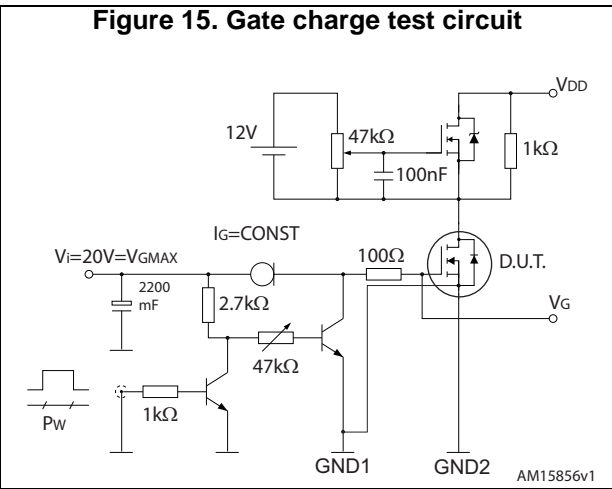 Figure 15. Gate charge test circuit
VDD
12V
47kΩ
1kΩ
100nF
IG=CONST
Vi=20V=VGMAX
100Ω
D.U.T.
2200
mF
2.7kΩ
VG
47kΩ
1kΩ
PW
GND1
GND2
AM15856v1